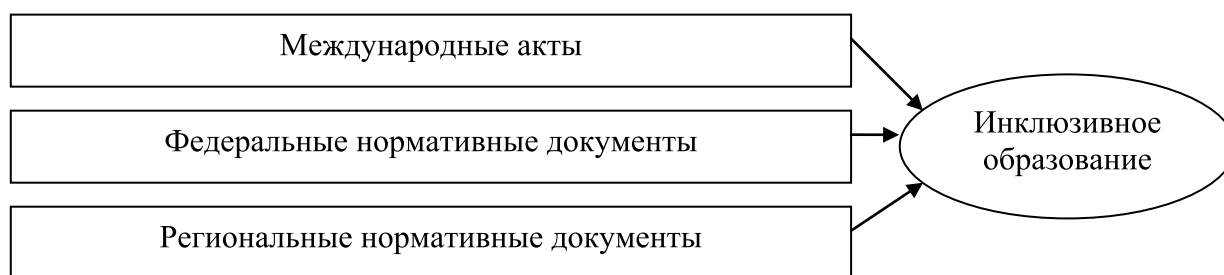 Международные акты
Федеральные нормативные документы
Региональные нормативные документы
Инклюзивное
образование